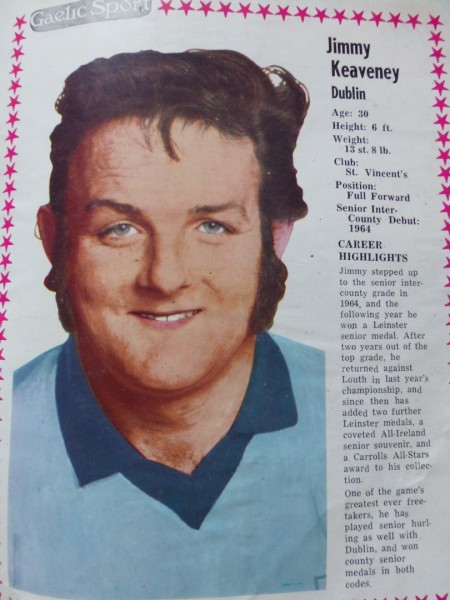 Gaelic Sport
Jimmy
Keaveney
Dublin
Age: 30
Height: 6 ft.
Weight:
13 st. 8 lb.
Club:
St. Vincent's
Position:
Full Forward
Senior Inter-
County Debut:
1964
CAREER
HIGHLIGHTS
Jimmy stepped up
to the senior inter-
county grade in
1964, and the
following year he
won a Leinster
senior medal. After
two years out of the
top grade, he
returned against
Louth in last year's
championship, and
since then has
added two further
Leinster medals, a
coveted All-Ireland
senior souvenir, and
a Carrolls All-Stars
award to his collec-
tion.
One of the game's
greatest ever free-
takers, he has
played senior hurl-
ing as well with
Dublin, and won
county senior
medals in both
codes.